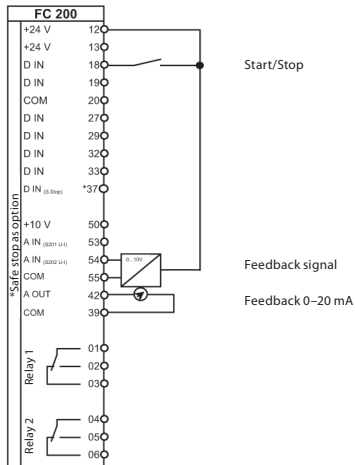 FC 200
+24 V 12
+24 V 13
D IN 18 Start/Stop
D IN 19
COM 20
D IN 27
D IN 29
D IN 32
D IN 33
D IN (S.Stop) *37
*Safe stop as option
+10 V 50
A IN (S201 U-I) 53
A IN (S202 U-I) 54 0...10V
COM 55 Feedback signal
A OUT 42 Feedback 0–20 mA
COM 39
Relay 1
01
02
03
Relay 2
04
05
06